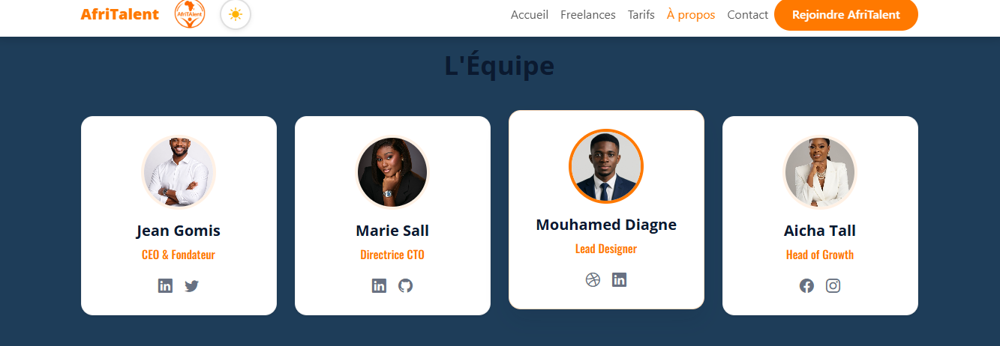 AfriTalent
AfriTAlent
Accueil
Freelances
Tarifs
À propos
Contact
Rejoindre AfriTalent
L'Équipe
Jean Gomis
CEO & Fondateur
Marie Sall
Directrice CTO
Mouhamed Diagne
Lead Designer
Aicha Tall
Head of Growth